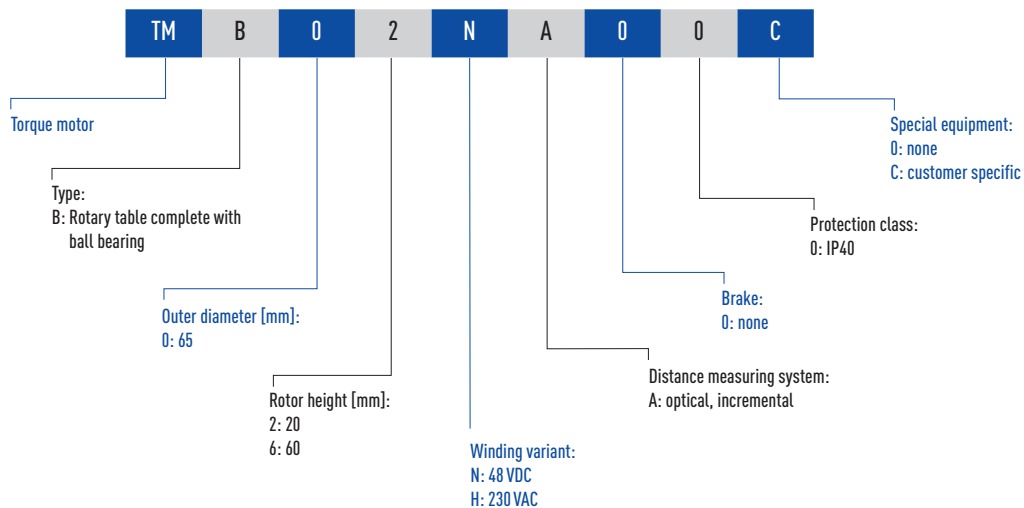 TM B 0 2 N A 0 0 C
Torque motor
Special equipment:
0: none
C: customer specific
Type:
B: Rotary table complete with
ball bearing
Protection class:
0: IP40
Outer diameter [mm]:
0: 65
Brake:
0: none
Rotor height [mm]:
2: 20
6: 60
Distance measuring system:
A: optical, incremental
Winding variant:
N: 48 VDC
H: 230 VAC